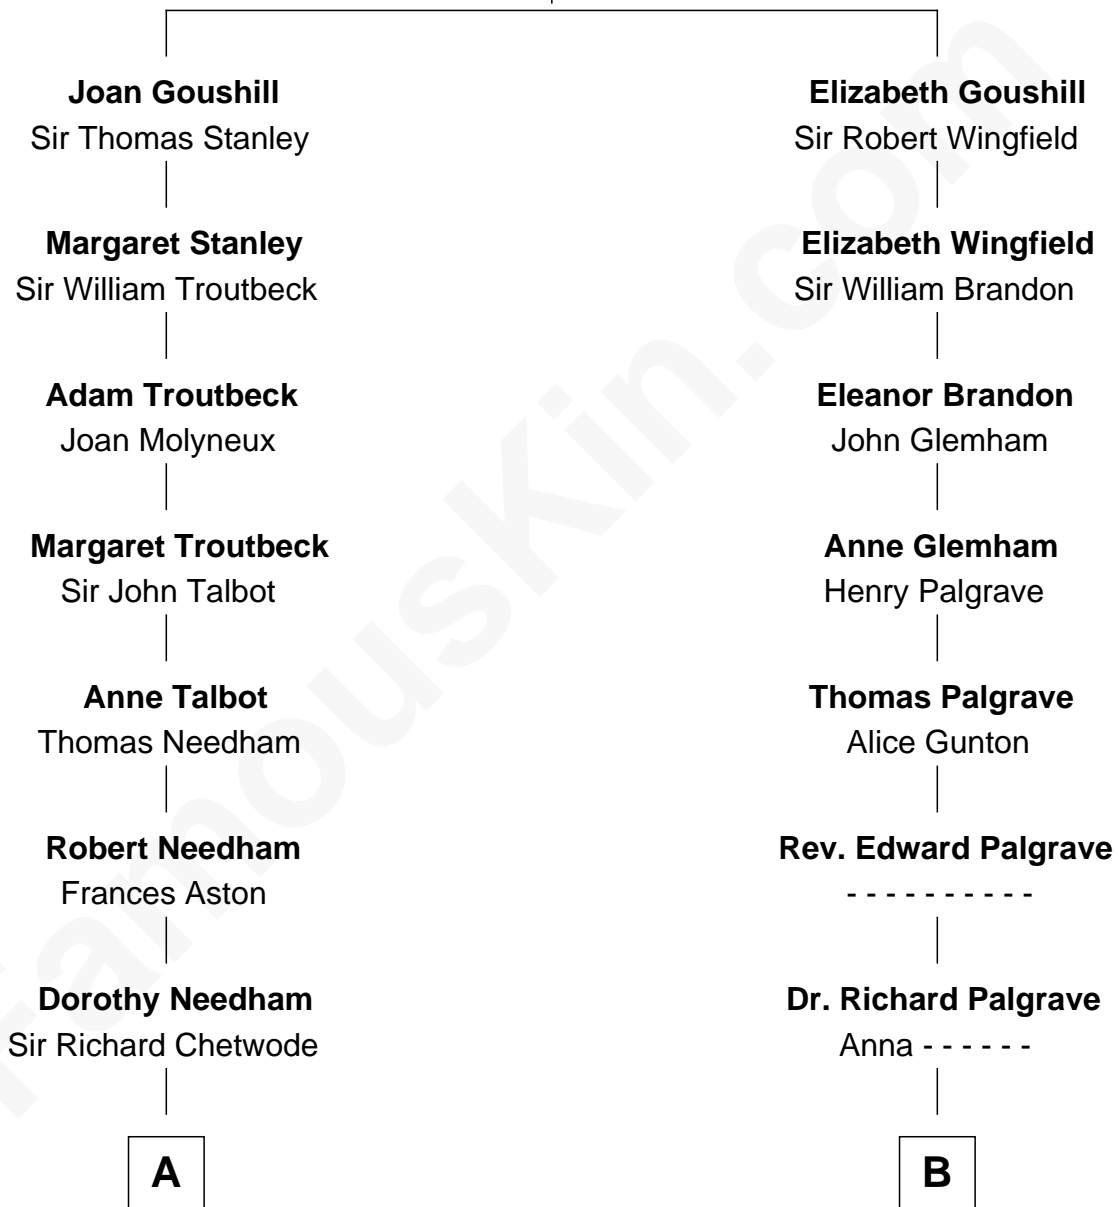 Joan Goushill
Sir Thomas Stanley
Margaret Stanley
Sir William Troutbeck
Adam Troutbeck
Joan Molyneux
Margaret Troutbeck
Sir John Talbot
Anne Talbot
Thomas Needham
Robert Needham
Frances Aston
Dorothy Needham
Sir Richard Chetwode
A
Elizabeth Goushill
Sir Robert Wingfield
Elizabeth Wingfield
Sir William Brandon
Eleanor Brandon
John Glemham
Anne Glemham
Henry Palgrave
Thomas Palgrave
Alice Gunton
Rev. Edward Palgrave
- - - - - - - - - -
Dr. Richard Palgrave
Anna - - - - - -
B
FamousKin.com